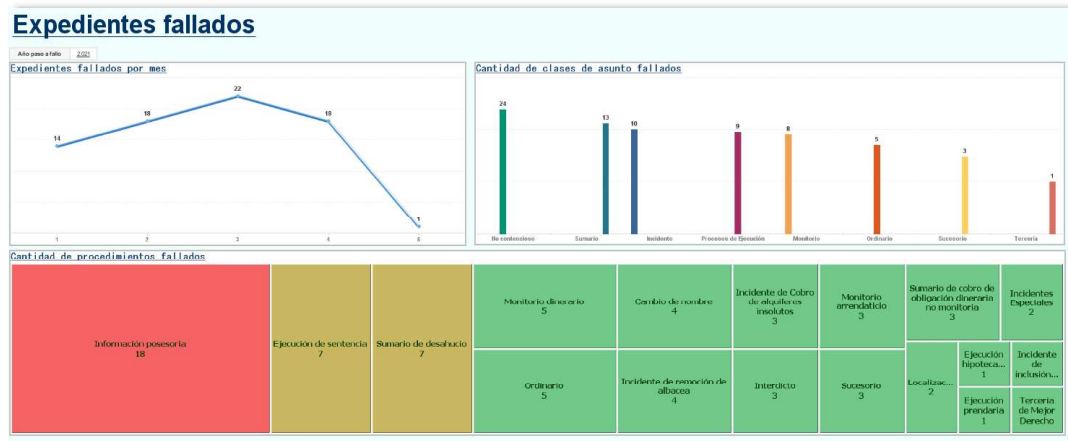 Expedientes fallados
Año paso a fallo 2,021
Expedientes fallados por mes
14
18
22
18
1
1 2 3 4 5
Cantidad de clases de asunto fallados
24
13
10
9
8
5
3
1
No contencioso Sumario Incidente Procesos de Ejecución Monitorio Ordinario Sucesorio Tercería
Cantidad de procedimientos fallados
Información posesoria
18
Ejecución de sentencia
7
Sumario de desahucio
7
Monitorio dinerario
5
Ordinario
5
Cambio de nombre
4
Incidente de remoción de
albacea
4
Incidente de Cobro
de alquileres
insolutos
3
Interdicto
3
Monitorio
arrendaticio
3
Sucesorio
3
Sumario de cobro de
obligación dineraria
no monitoria
3
Incidentes
Especiales
2
Localizac...
2
Ejecución
hipoteca...
1
Incidente
de
inclusión...
Ejecución
prendaria
1
Tercería
de Mejor
Derecho